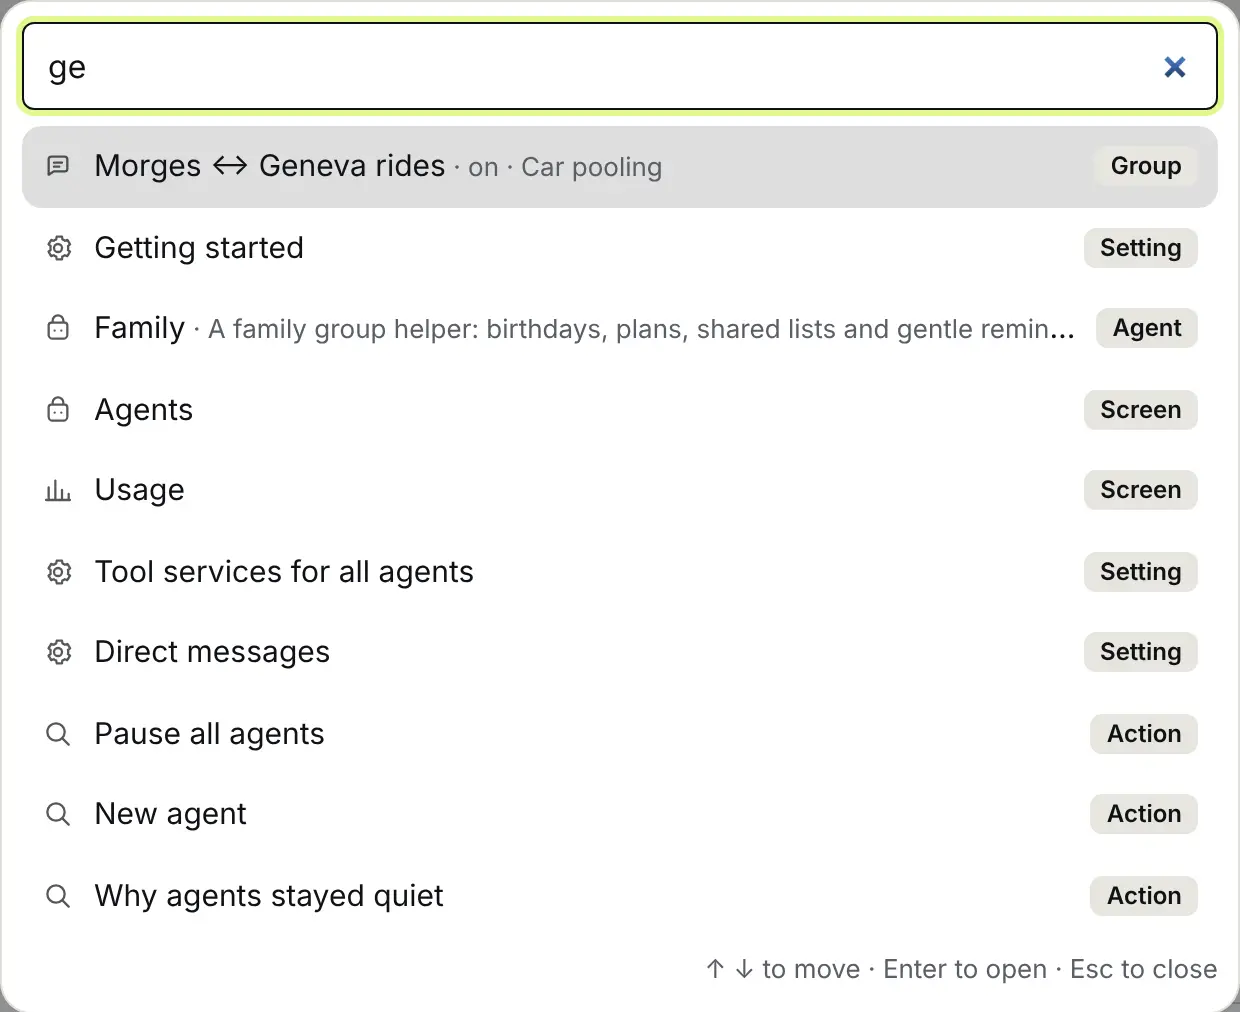 ge
Morges ↔ Geneva rides · on · Car pooling Group
Getting started Setting
Family · A family group helper: birthdays, plans, shared lists and gentle remin... Agent
Agents Screen
Usage Screen
Tool services for all agents Setting
Direct messages Setting
Pause all agents Action
New agent Action
Why agents stayed quiet Action
↑ ↓ to move · Enter to open · Esc to close